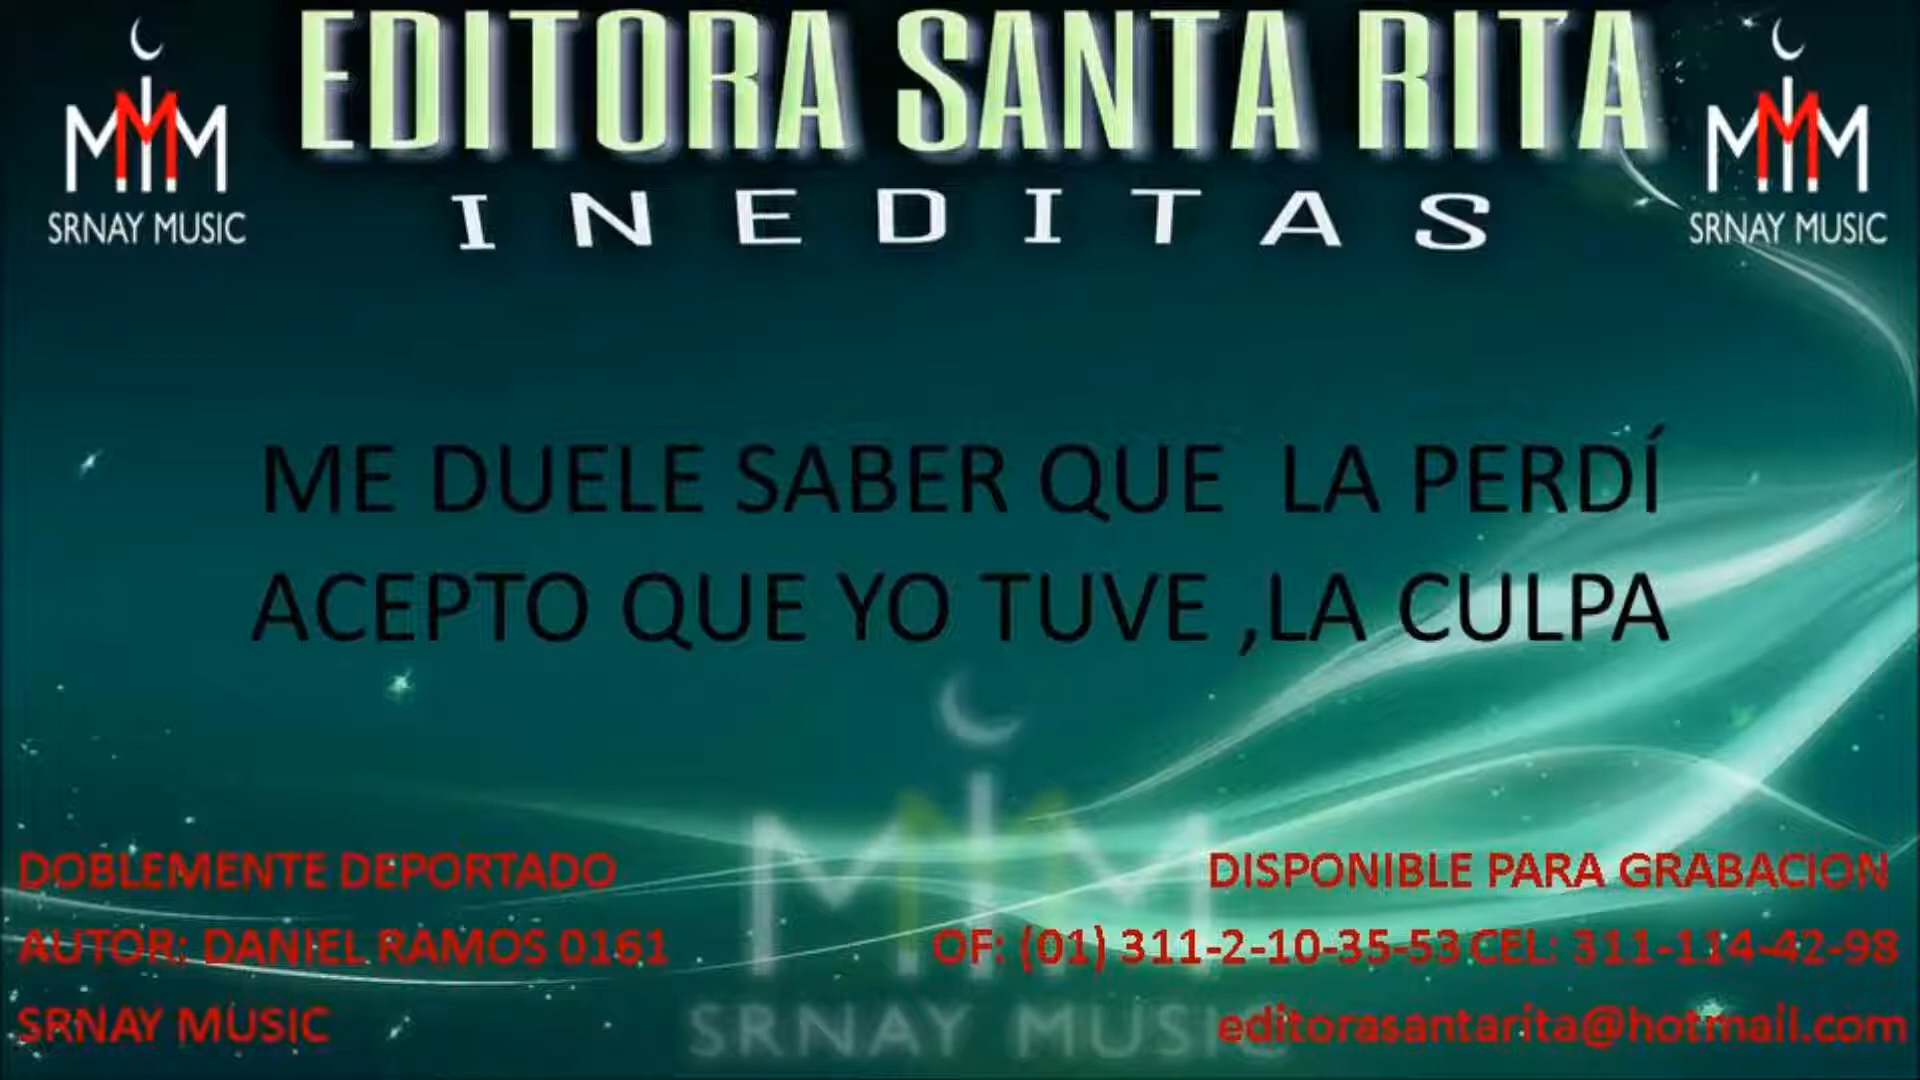 EDITORA SANTA RITA
INEDITAS
SRNAY MUSIC
SRNAY MUSIC
ME DUELE SABER QUE  LA PERDÍ
ACEPTO QUE YO TUVE ,LA CULPA
DOBLEMENTE DEPORTADO
AUTOR: DANIEL RAMOS 0161
SRNAY MUSIC
DISPONIBLE PARA GRABACION
OF: (01) 311-2-10-35-53 CEL: 311-114-42-98
editorasantarita@hotmail.com
SRNAY MUSIC